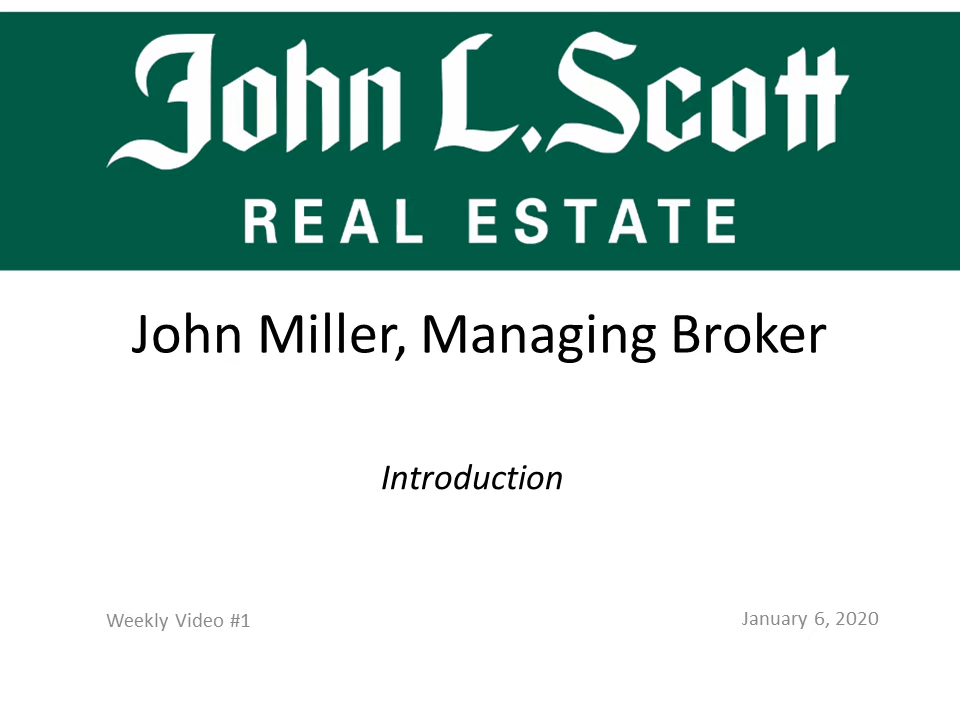 John L. Scott
REAL ESTATE
John Miller, Managing Broker
Introduction
Weekly Video #1
January 6, 2020